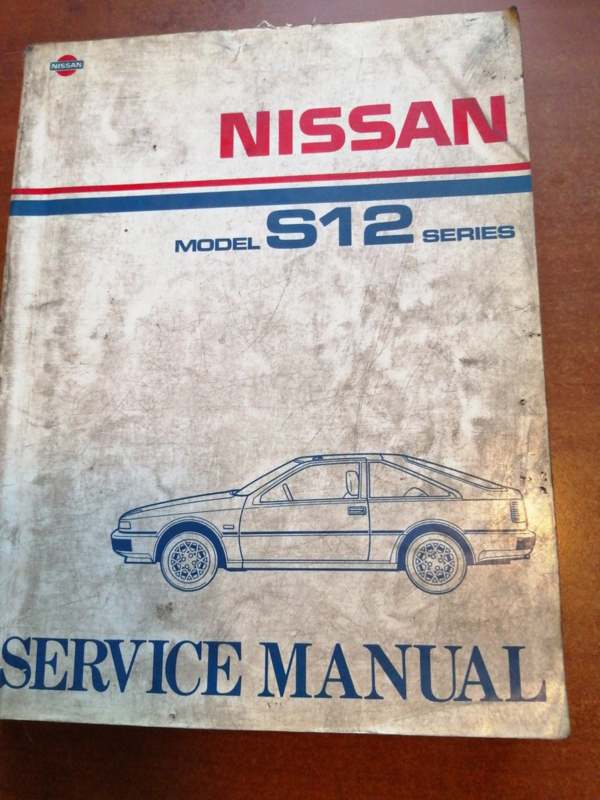 NISSAN
NISSAN
MODEL S12 SERIES
SERVICE MANUAL